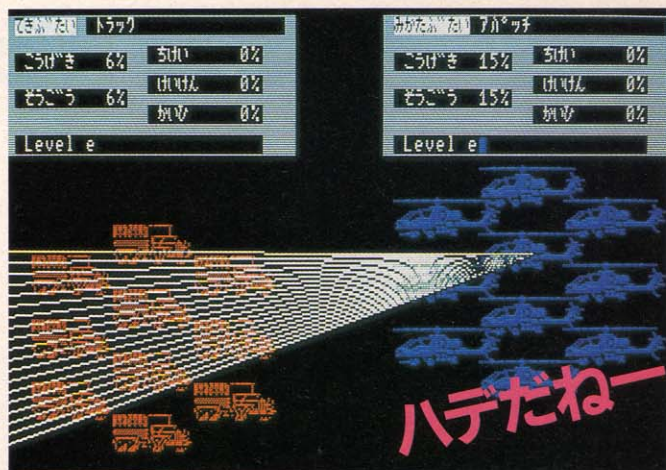 てきぶたい トラック
こうげき 6% ちけい 0%
けいけん 0%
そうごう 6%
かいひ 0%
Level e
みかたぶたい アパッチ
こうげき 15% ちけい 0%
けいけん 0%
そうごう 15%
かいひ 0%
Level e
ハデだねー